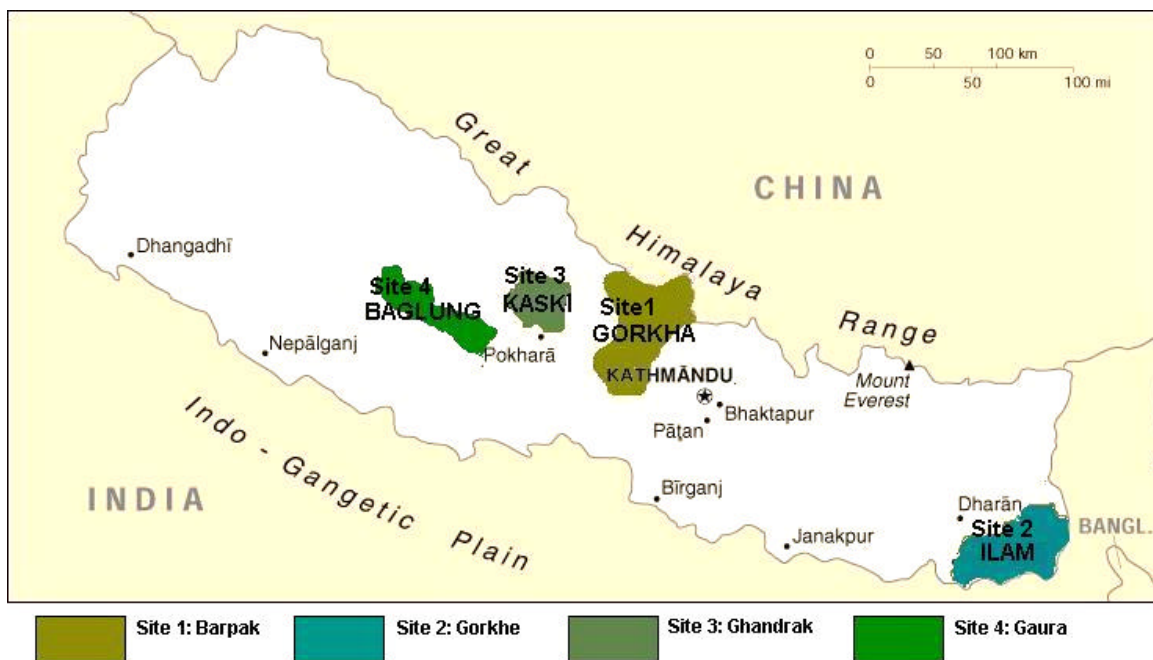 0 50 100 km
0 50 100 mi
Great
CHINA
Himalaya
Dhangadhī
Site 4
BAGLUNG
Site 3
KASKI
Site1
GORKHA
Range
Nepālganj
Pokharā
KATHMĀNDU
Mount
Everest
Bhaktapur
Pāṭan
Indo - Gangetic Plain
INDIA
Bīrganj
Dharān
Site 2
ILAM
BANGL.
Janakpur
Site 1: Barpak
Site 2: Gorkhe
Site 3: Ghandrak
Site 4: Gaura